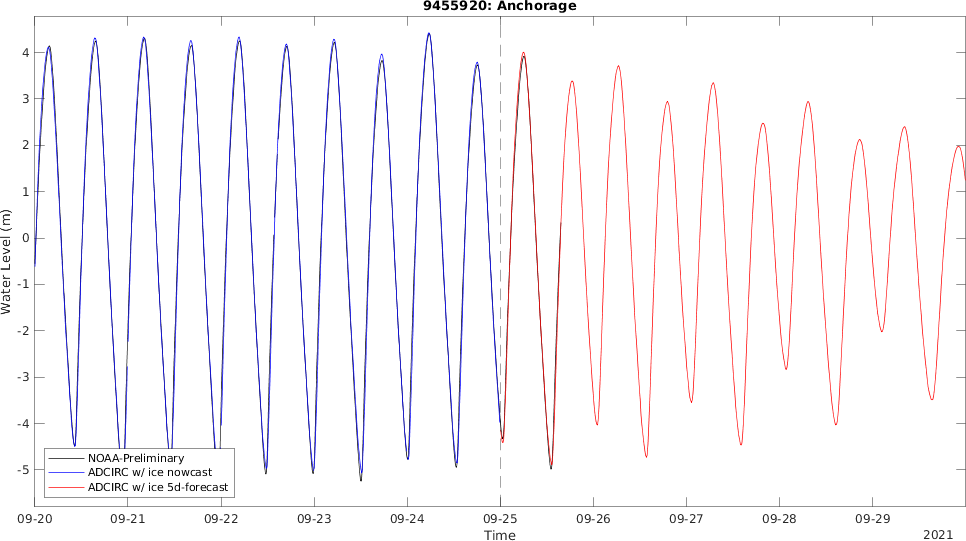 9455920: Anchorage
4
3
2
1
0
-1
-2
-3
-4
-5
Water Level (m)
NOAA-Preliminary
ADCIRC w/ ice nowcast
ADCIRC w/ ice 5d-forecast
09-20 09-21 09-22 09-23 09-24 09-25 09-26 09-27 09-28 09-29
Time
2021